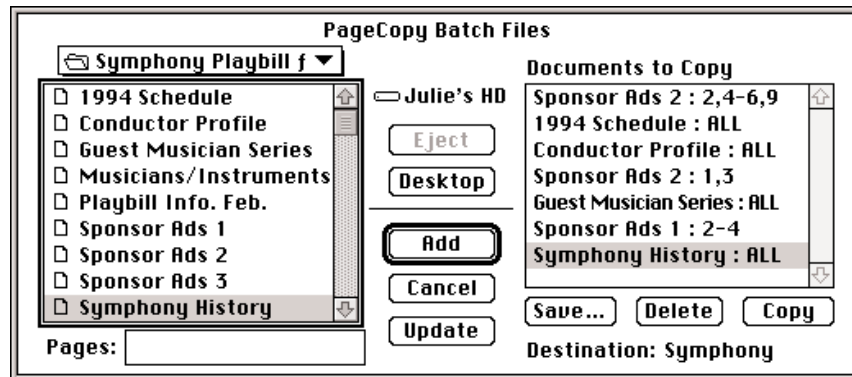 PageCopy Batch Files
Symphony Playbill ƒ
1994 Schedule
Conductor Profile
Guest Musician Series
Musicians/Instruments
Playbill Info. Feb.
Sponsor Ads 1
Sponsor Ads 2
Sponsor Ads 3
Symphony History
Pages:
Julie's HD
Eject
Desktop
Add
Cancel
Update
Documents to Copy
Sponsor Ads 2 : 2,4-6,9
1994 Schedule : ALL
Conductor Profile : ALL
Sponsor Ads 2 : 1,3
Guest Musician Series : ALL
Sponsor Ads 1 : 2-4
Symphony History : ALL
Save...
Delete
Copy
Destination: Symphony